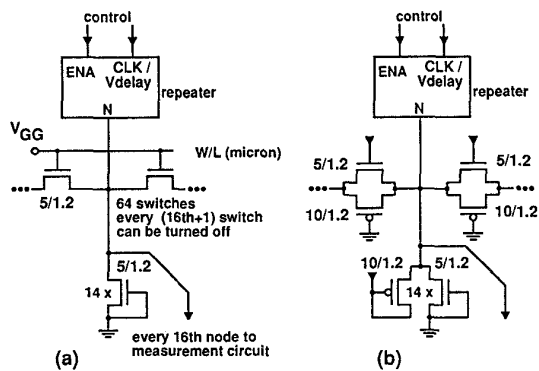 control
ENA
CLK /
Vdelay
repeater
N
VGG
W/L (micron)
5/1.2
64 switches
every (16th+1) switch
can be turned off
5/1.2
14 x
every 16th node to
measurement circuit
(a)
control
ENA
CLK /
Vdelay
repeater
N
5/1.2
5/1.2
10/1.2
10/1.2
10/1.2
5/1.2
14 x
(b)